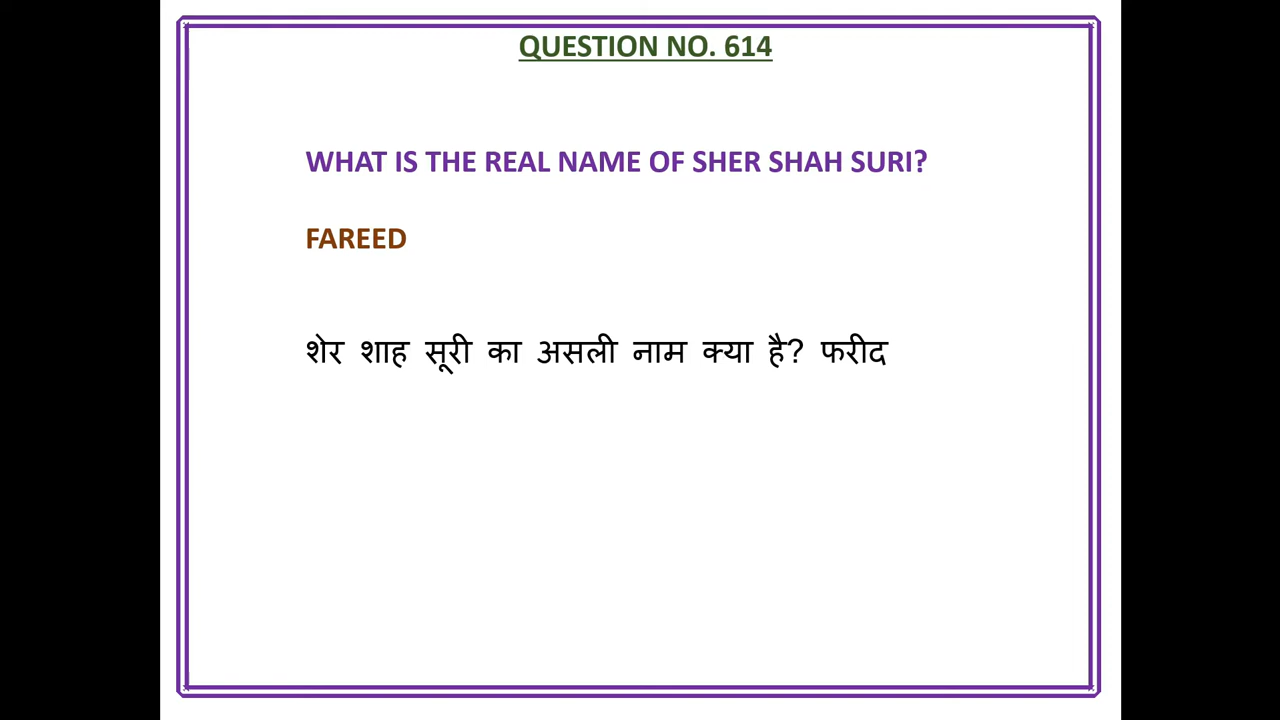 QUESTION NO. 614
WHAT IS THE REAL NAME OF SHER SHAH SURI?
FAREED
शेर शाह सूरी का असली नाम क्या है? फरीद